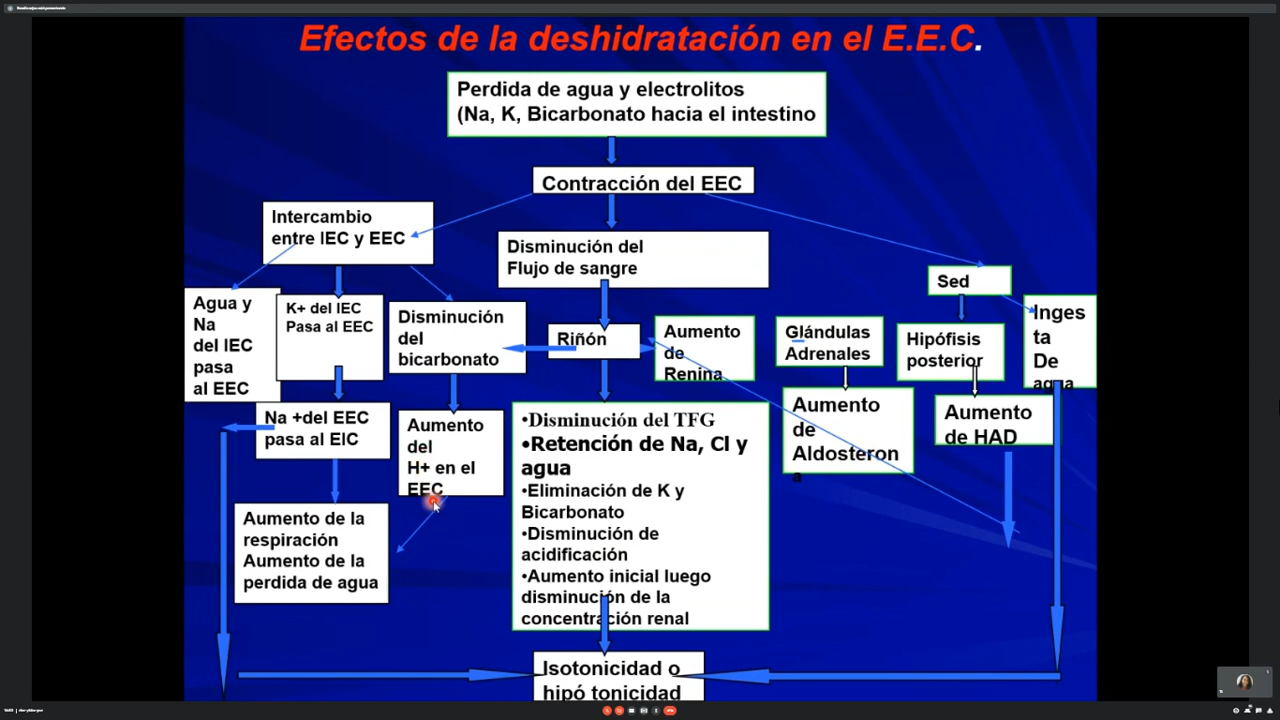 Efectos de la deshidratación en el E.E.C.
Perdida de agua y electrolitos
(Na, K, Bicarbonato hacia el intestino
Contracción del EEC
Intercambio
entre IEC y EEC
Disminución del
Flujo de sangre
Sed
Agua y
Na
del IEC
pasa
al EEC
K+ del IEC
Pasa al EEC
Disminución
del
bicarbonato
Riñón
Aumento
de
Renina
Glándulas
Adrenales
Hipófisis
posterior
Inges
ta
De
agua
Na +del EEC
pasa al EIC
Aumento
del
H+ en el
EEC
•Disminución del TFG
•Retención de Na, Cl y
agua
•Eliminación de K y
Bicarbonato
•Disminución de
acidificación
•Aumento inicial luego
disminución de la
concentración renal
Aumento
de
Aldosteron
a
Aumento
de HAD
Aumento de la
respiración
Aumento de la
perdida de agua
Isotonicidad o
hipó tonicidad